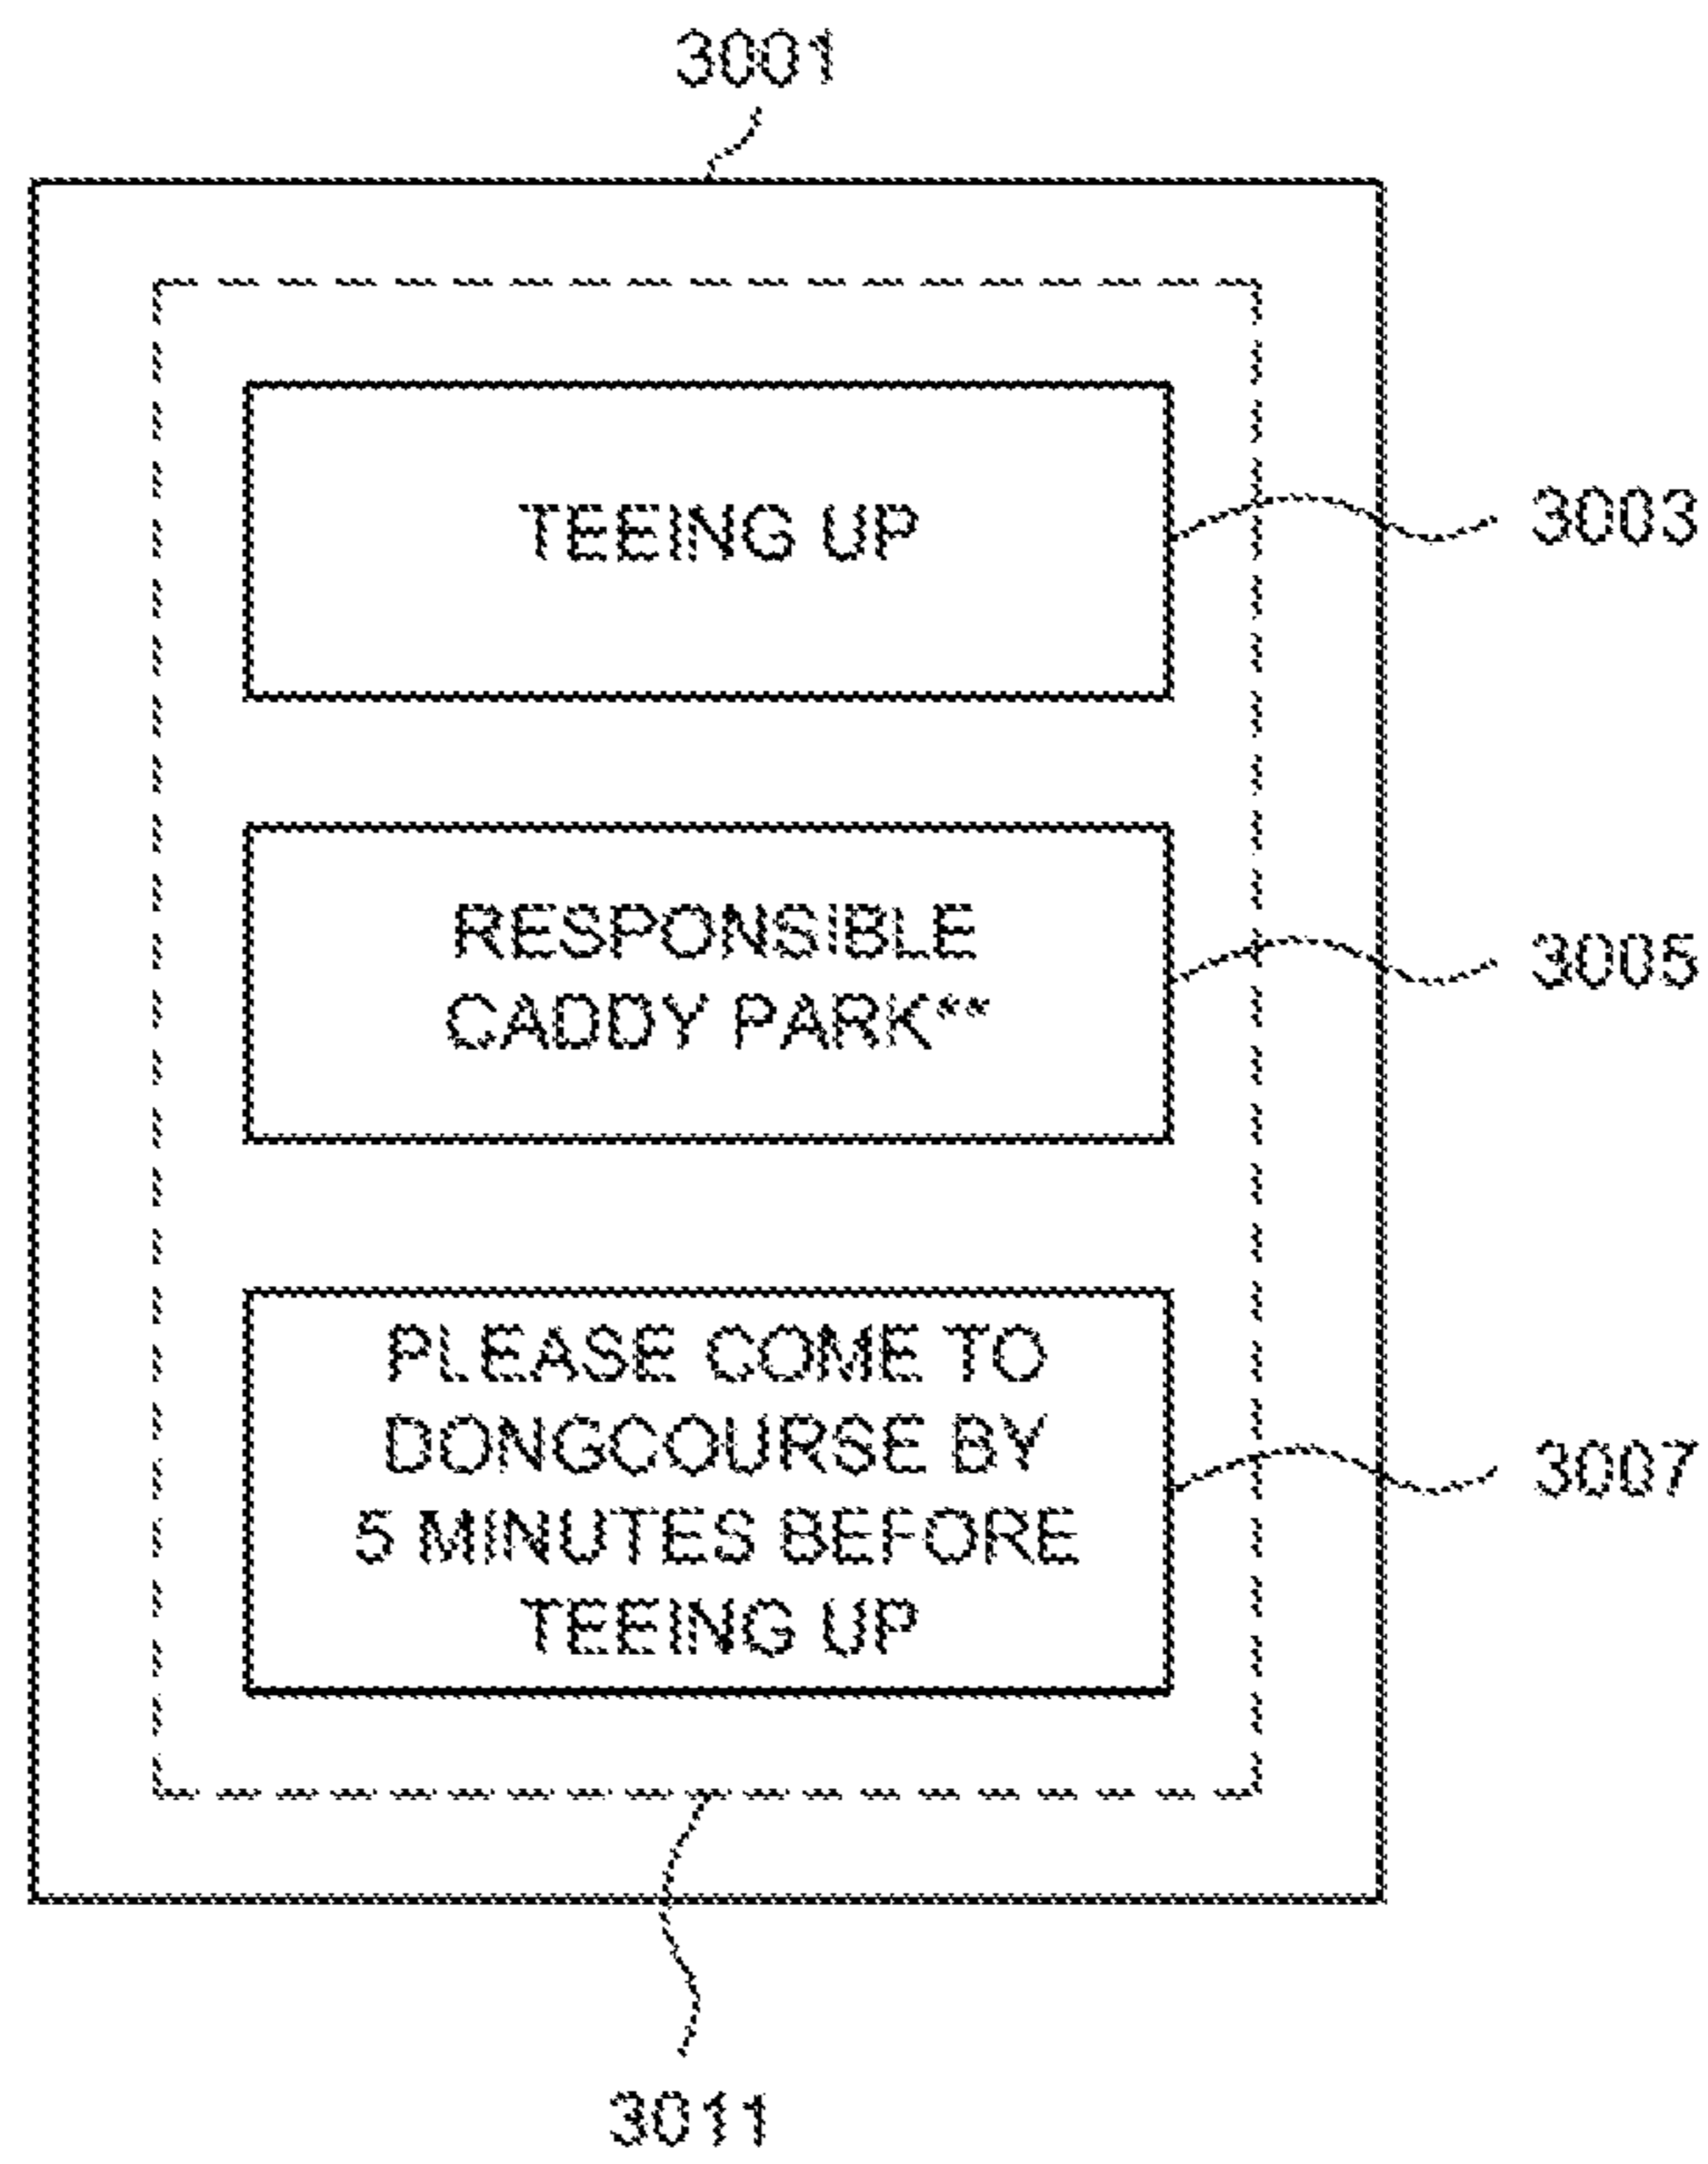 3001
TEEING UP
3003
RESPONSIBLE
CADDY PARK**
3005
PLEASE COME TO
DONGCOURSE BY
5 MINUTES BEFORE
TEEING UP
3007
3011